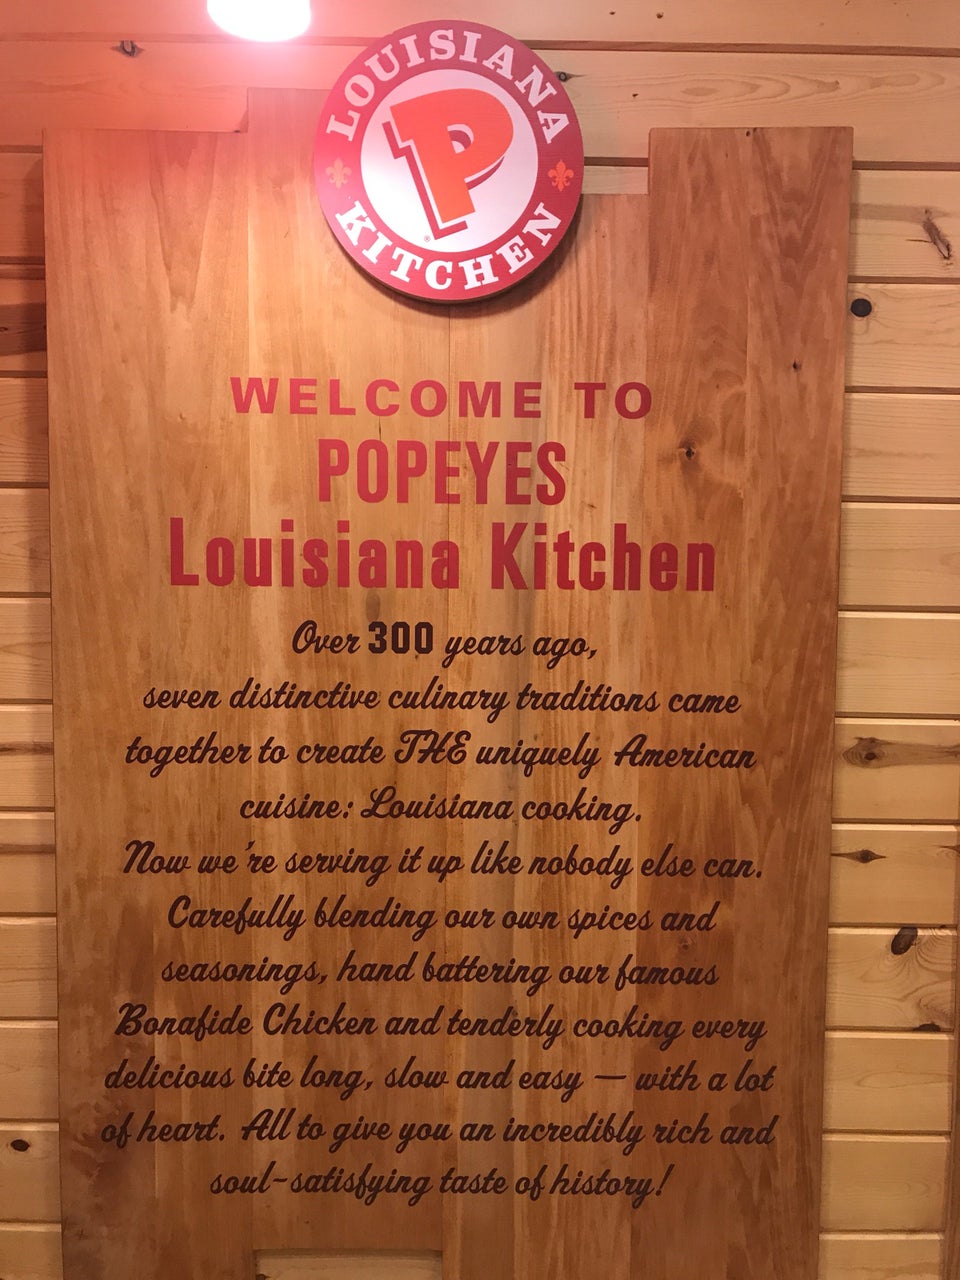 LOUISIANA
P
®
KITCHEN
WELCOME TO
POPEYES
Louisiana Kitchen
Over 300 years ago,
seven distinctive culinary traditions came
together to create THE uniquely American
cuisine: Louisiana cooking.
Now we're serving it up like nobody else can.
Carefully blending our own spices and
seasonings, hand battering our famous
Bonafide Chicken and tenderly cooking every
delicious bite long, slow and easy — with a lot
of heart. All to give you an incredibly rich and
soul-satisfying taste of history!